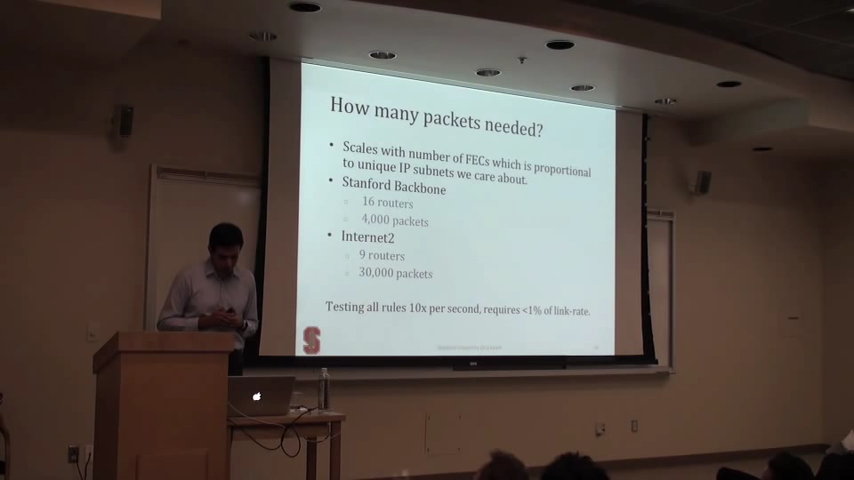 How many packets needed?
• Scales with number of FECs which is proportional
to unique IP subnets we care about.
• Stanford Backbone
16 routers
4,000 packets
• Internet2
9 routers
30,000 packets
Testing all rules 10x per second, requires <1% of link-rate.
S